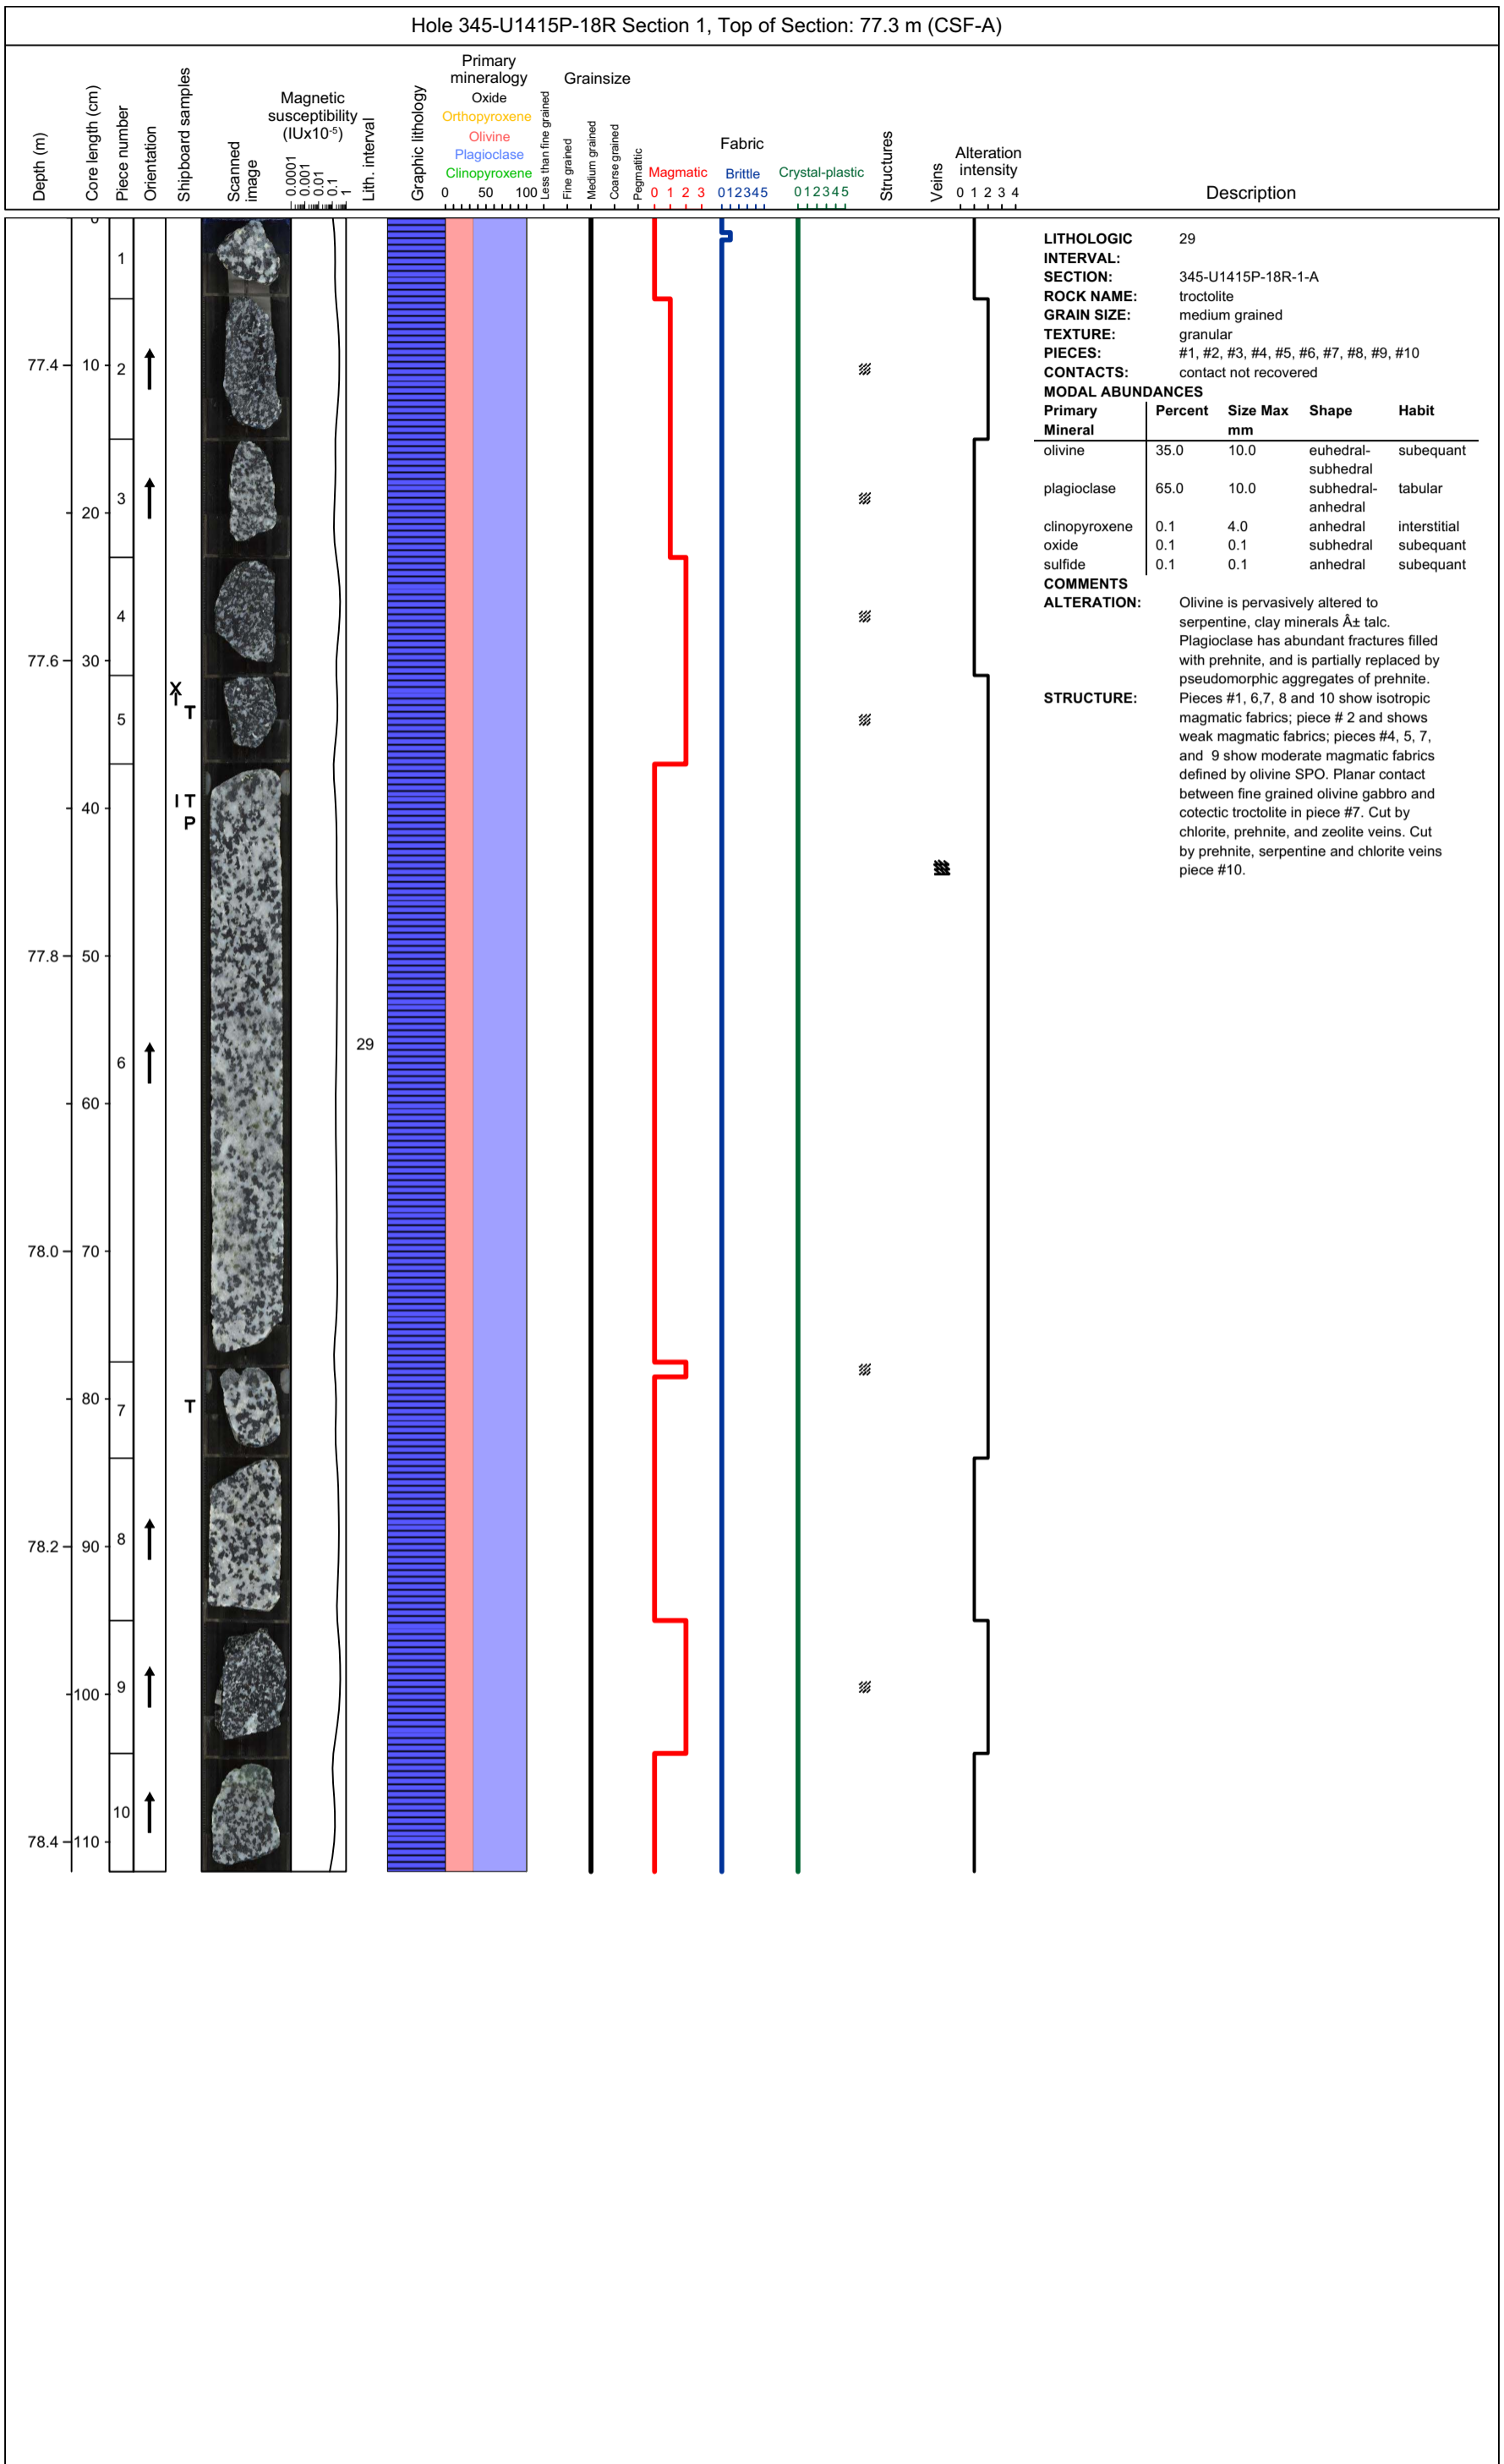 Hole 345-U1415P-18R Section 1, Top of Section: 77.3 m (CSF-A)
Depth (m)
Core length (cm)
Piece number
Orientation
Shipboard samples
Scanned
image
Magnetic
susceptibility
(IUx10-5)
0.0001
0.001
0.01
0.1
1
Lith. interval
Graphic lithology
Primary
mineralogy
Oxide
Orthopyroxene
Olivine
Plagioclase
Clinopyroxene
0 50 100
Grainsize
Less than fine grained
Fine grained
Medium grained
Coarse grained
Pegmatitic
Fabric
Magmatic
0 1 2 3
Brittle
012345
Crystal-plastic
012345
Structures
Veins
Alteration
intensity
0 1 2 3 4
Description
0
1
77.4 10 2
3
20
4
77.6 30
X
I
T
5
I T
40
P
77.8 50
29
6
60
78.0 70
80
T
7
78.2 90 8
9
100
10
78.4 110
LITHOLOGIC 29
INTERVAL:
SECTION: 345-U1415P-18R-1-A
ROCK NAME: troctolite
GRAIN SIZE: medium grained
TEXTURE: granular
PIECES: #1, #2, #3, #4, #5, #6, #7, #8, #9, #10
CONTACTS: contact not recovered
MODAL ABUNDANCES
Primary Percent Size Max Shape Habit
Mineral mm
olivine 35.0 10.0 euhedral- subequant
subhedral
plagioclase 65.0 10.0 subhedral- tabular
anhedral
clinopyroxene 0.1 4.0 anhedral interstitial
oxide 0.1 0.1 subhedral subequant
sulfide 0.1 0.1 anhedral subequant
COMMENTS
ALTERATION: Olivine is pervasively altered to
serpentine, clay minerals Â± talc.
Plagioclase has abundant fractures filled
with prehnite, and is partially replaced by
pseudomorphic aggregates of prehnite.
STRUCTURE: Pieces #1, 6,7, 8 and 10 show isotropic
magmatic fabrics; piece # 2 and shows
weak magmatic fabrics; pieces #4, 5, 7,
and 9 show moderate magmatic fabrics
defined by olivine SPO. Planar contact
between fine grained olivine gabbro and
cotectic troctolite in piece #7. Cut by
chlorite, prehnite, and zeolite veins. Cut
by prehnite, serpentine and chlorite veins
piece #10.